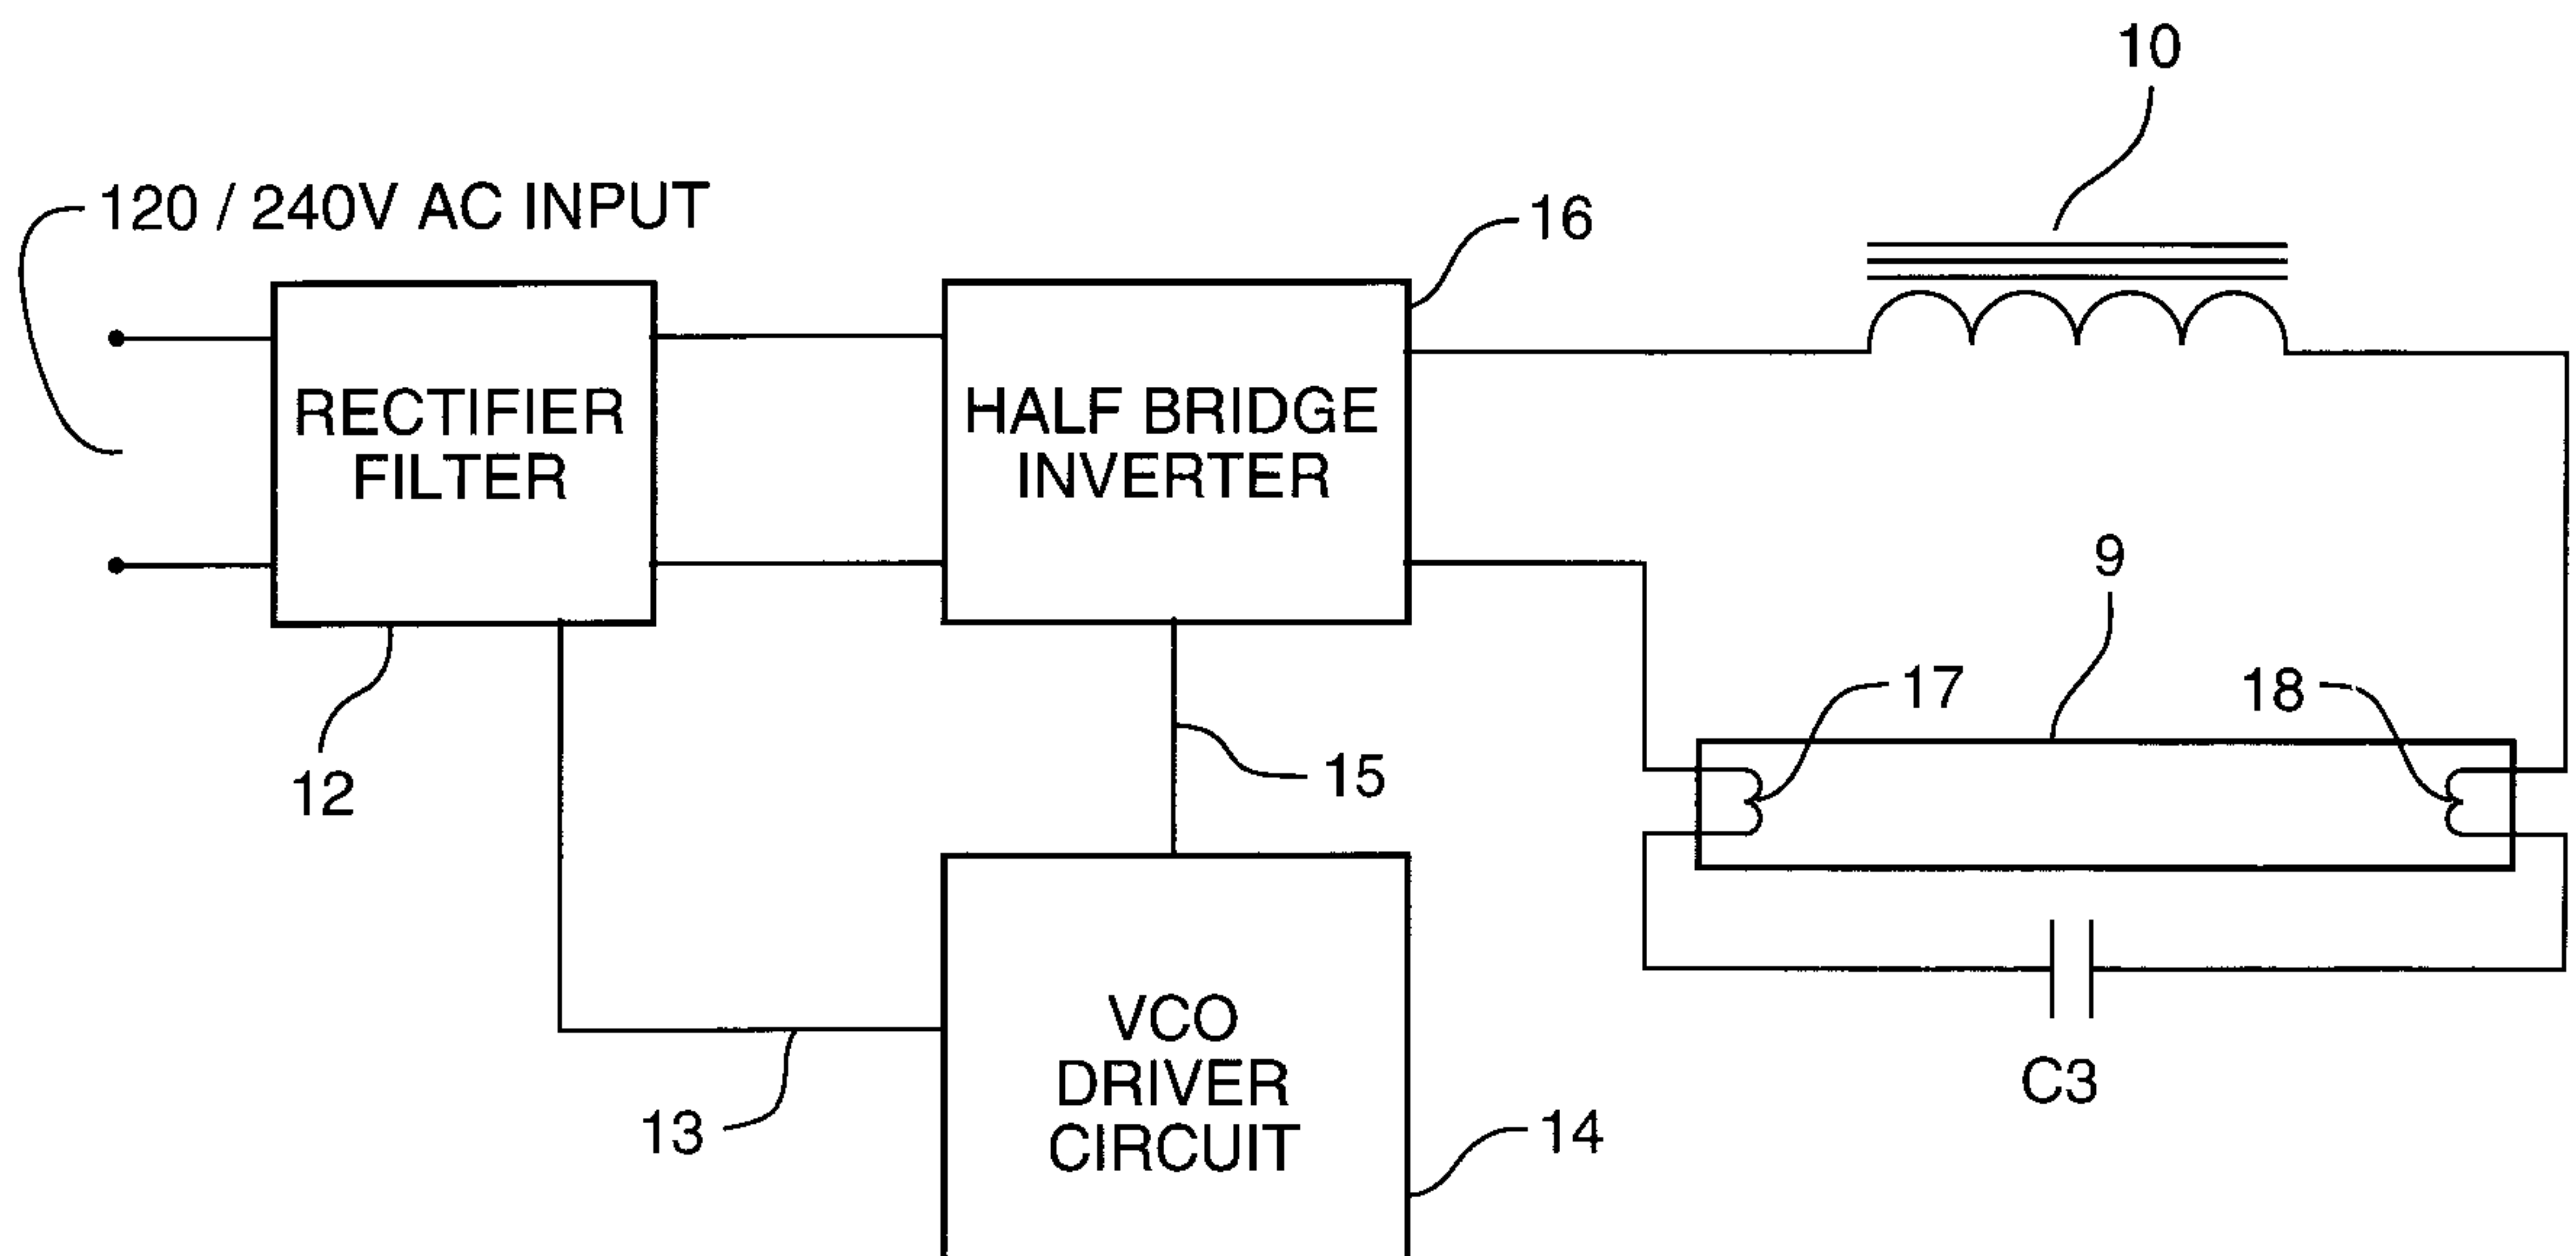 10
120 / 240V AC INPUT
16
RECTIFIER
FILTER
HALF BRIDGE
INVERTER
9
17
18
12
15
VCO
DRIVER
CIRCUIT
13
14
C3